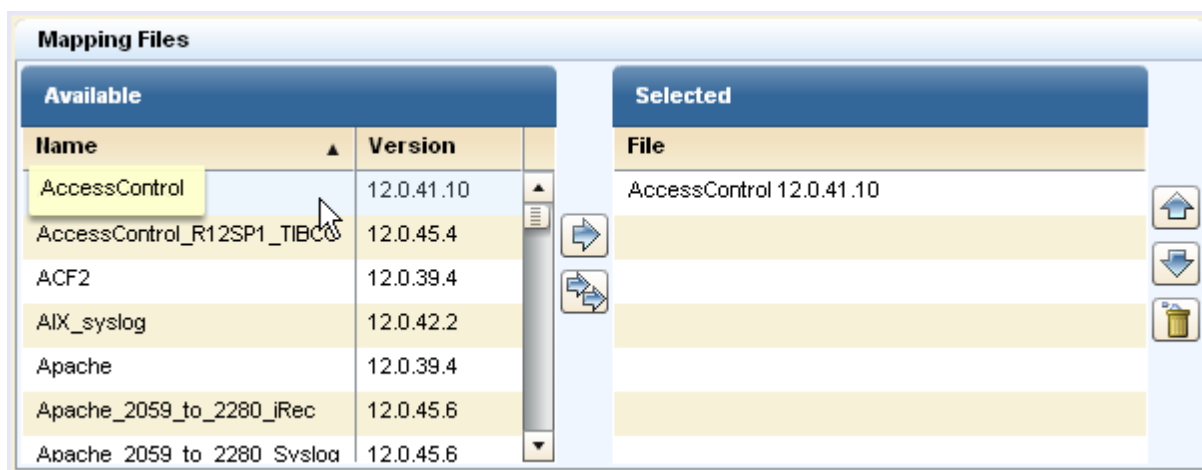 Mapping Files
Available
Selected
Name Version
File
AccessControl 12.0.41.10
AccessControl 12.0.41.10
AccessControl_R12SP1_TIBCO 12.0.45.4
ACF2 12.0.39.4
AIX_syslog 12.0.42.2
Apache 12.0.39.4
Apache_2059_to_2280_iRec 12.0.45.6
Apache_2059_to_2280_Syslog 12.0.45.6